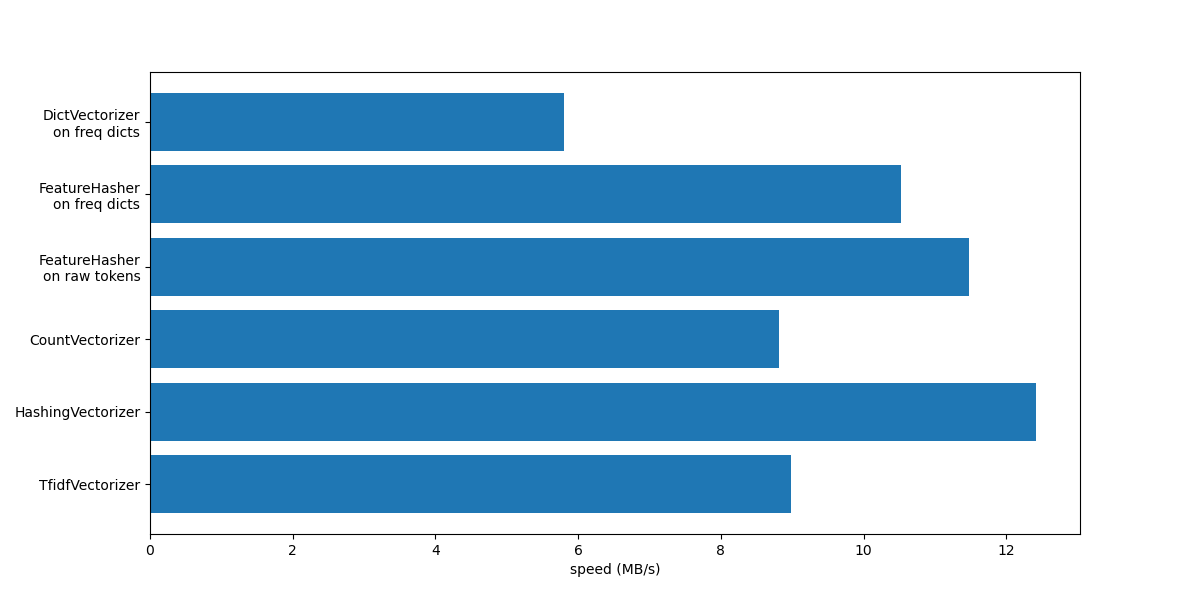 DictVectorizer
on freq dicts
FeatureHasher
on freq dicts
FeatureHasher
on raw tokens
CountVectorizer
HashingVectorizer
TfidfVectorizer
0 2 4 6 8 10 12
speed (MB/s)